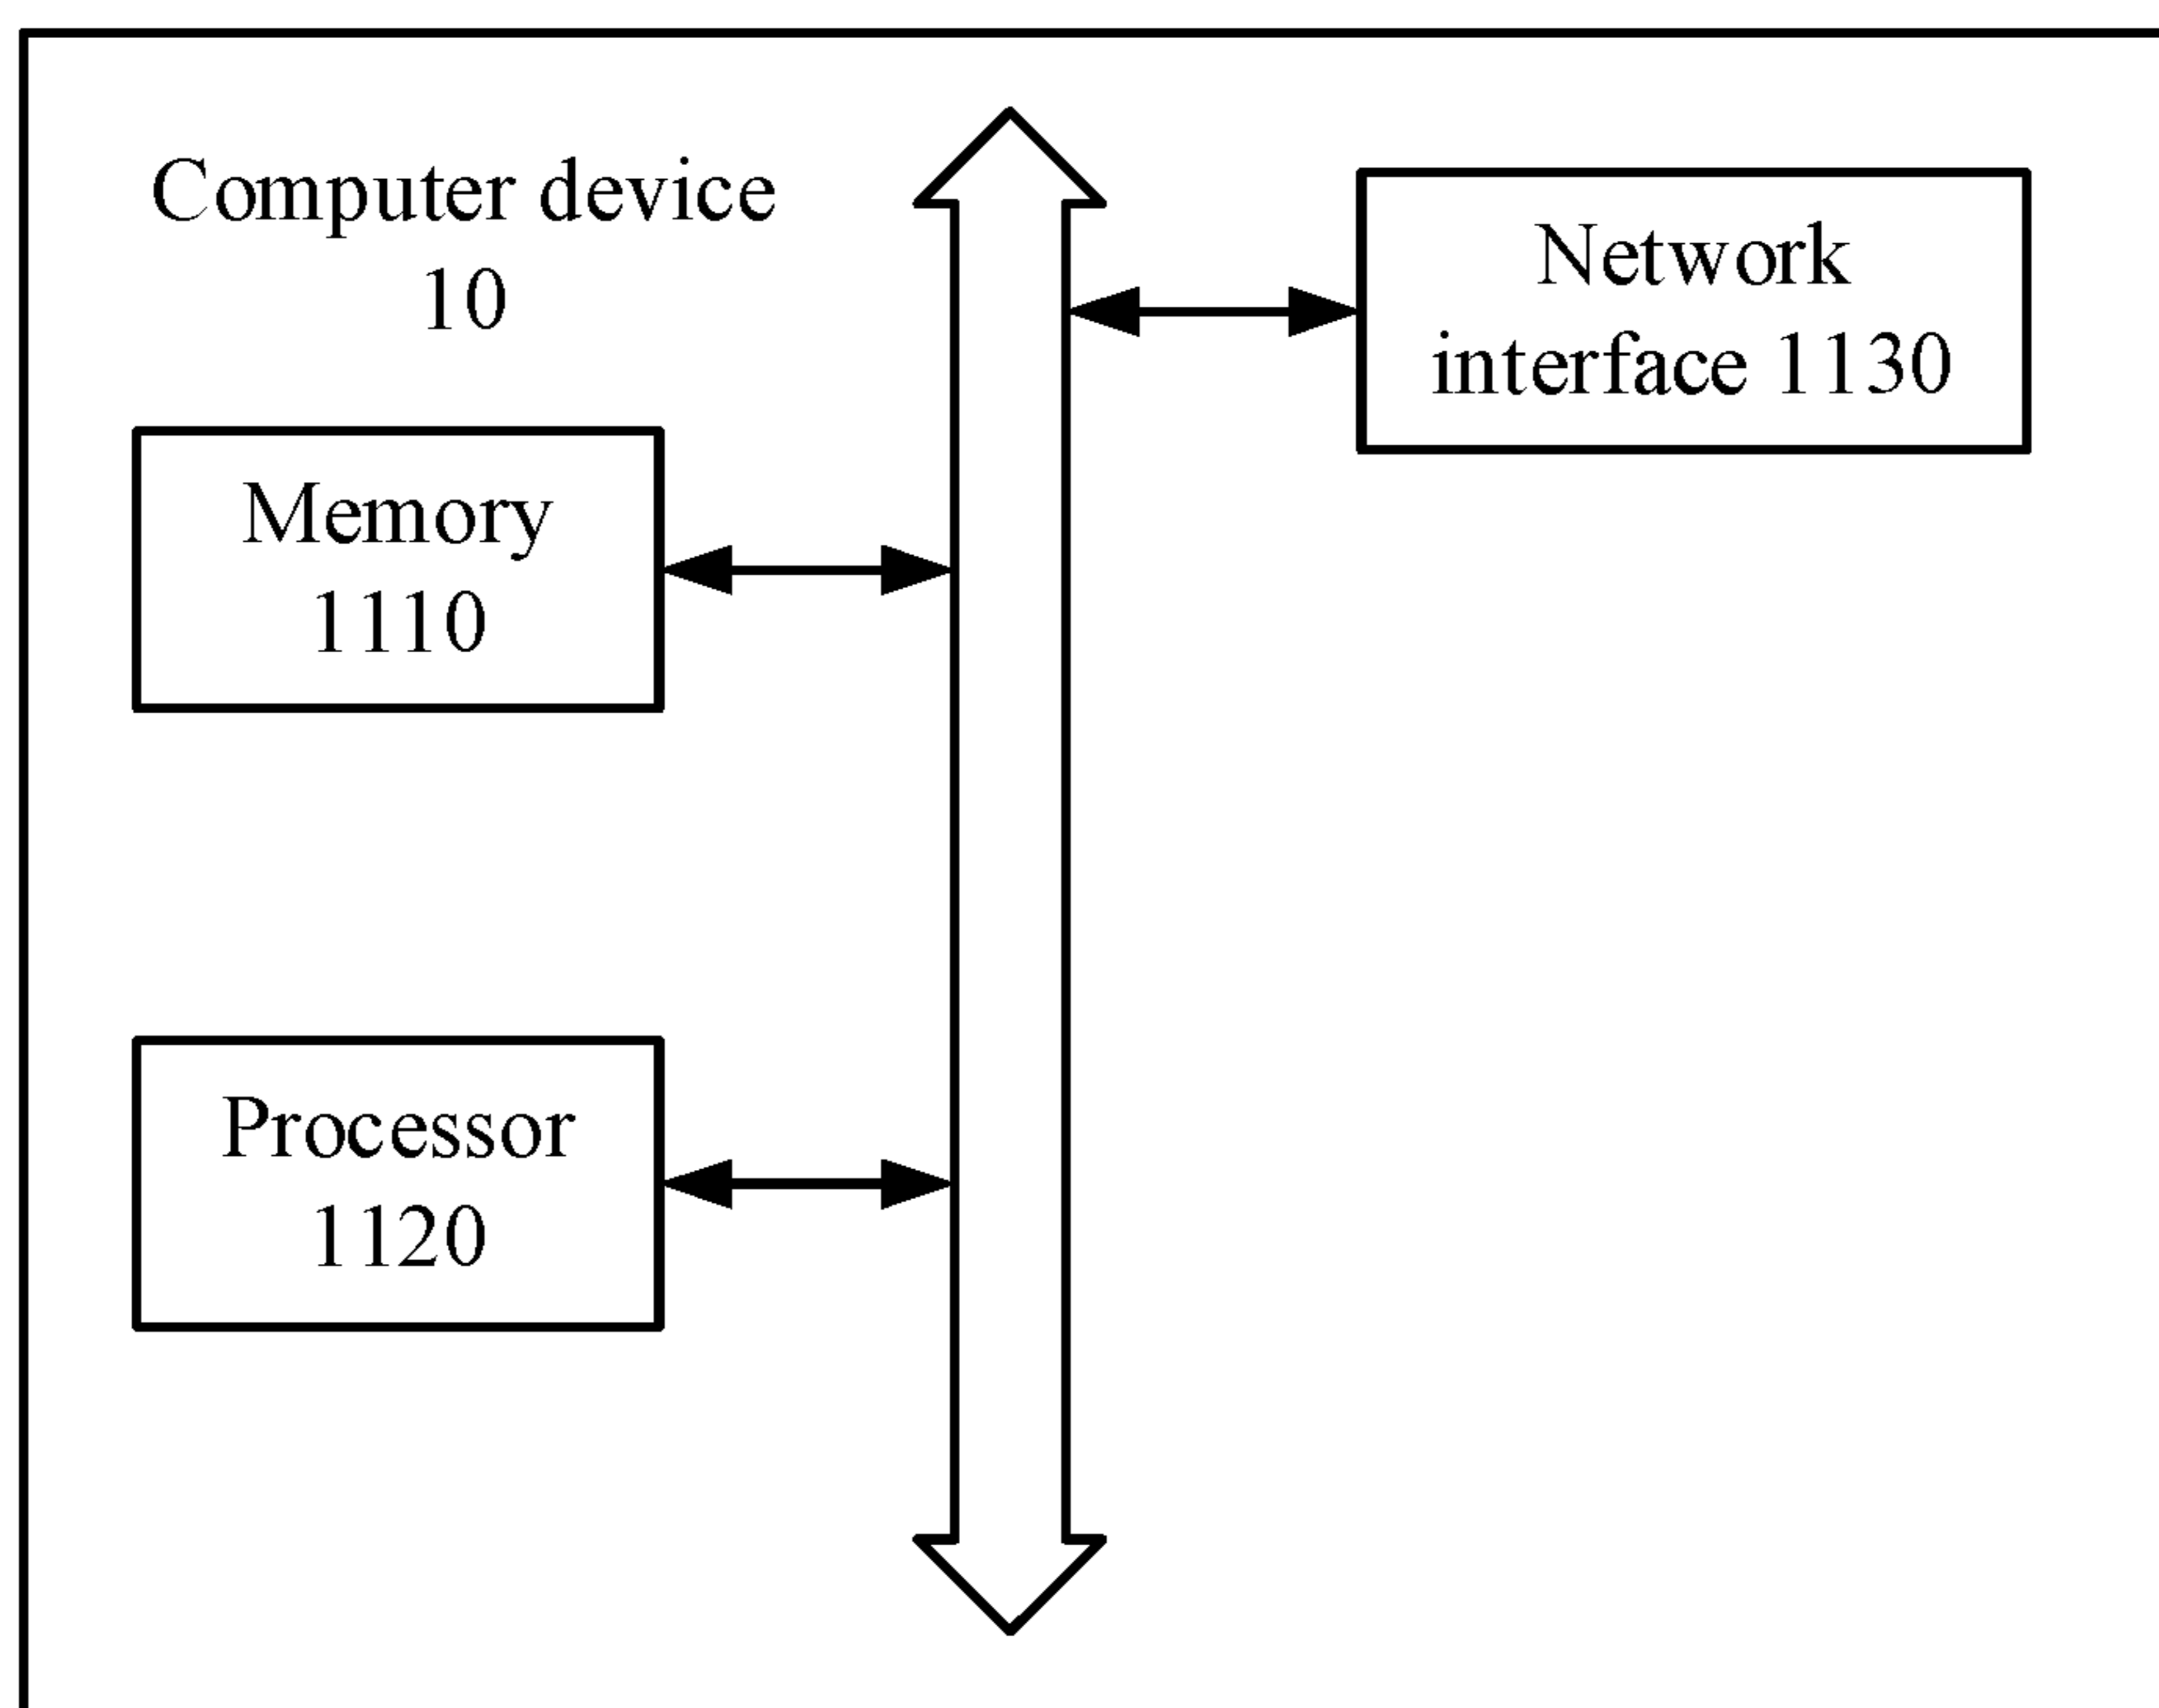 Computer device
10
Network
interface 1130
Memory
1110
Processor
1120